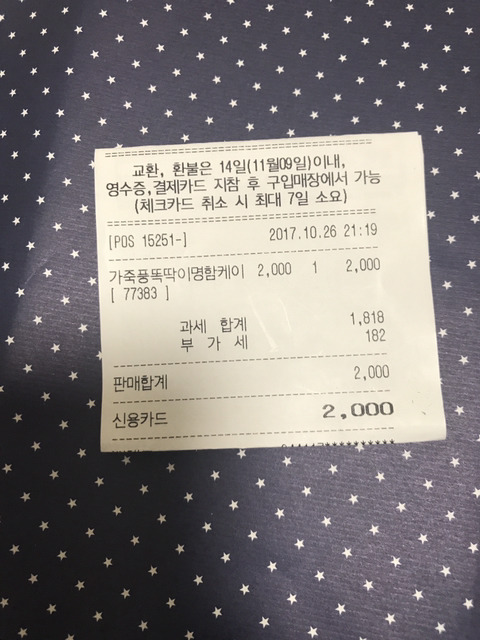 교환, 환불은 14일(11월09일)이내,
영수증,결제카드 지참 후 구입매장에서 가능
(체크카드 취소 시 최대 7일 소요)
[POS 15251-] 2017.10.26 21:19
가죽풍똑딱이명함케이 2,000 1 2,000
[ 77383 ]
과세 합계 1,818
부 가 세 182
판매합계 2,000
신용카드 2,000